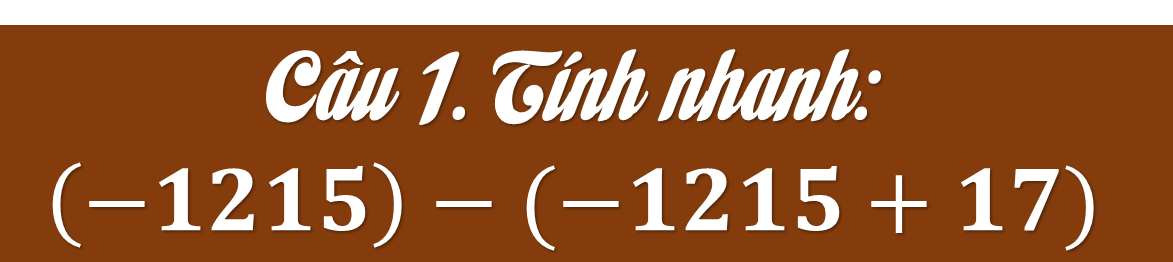 Câu 1. Tính nhanh:
(−1215) − (−1215 + 17)